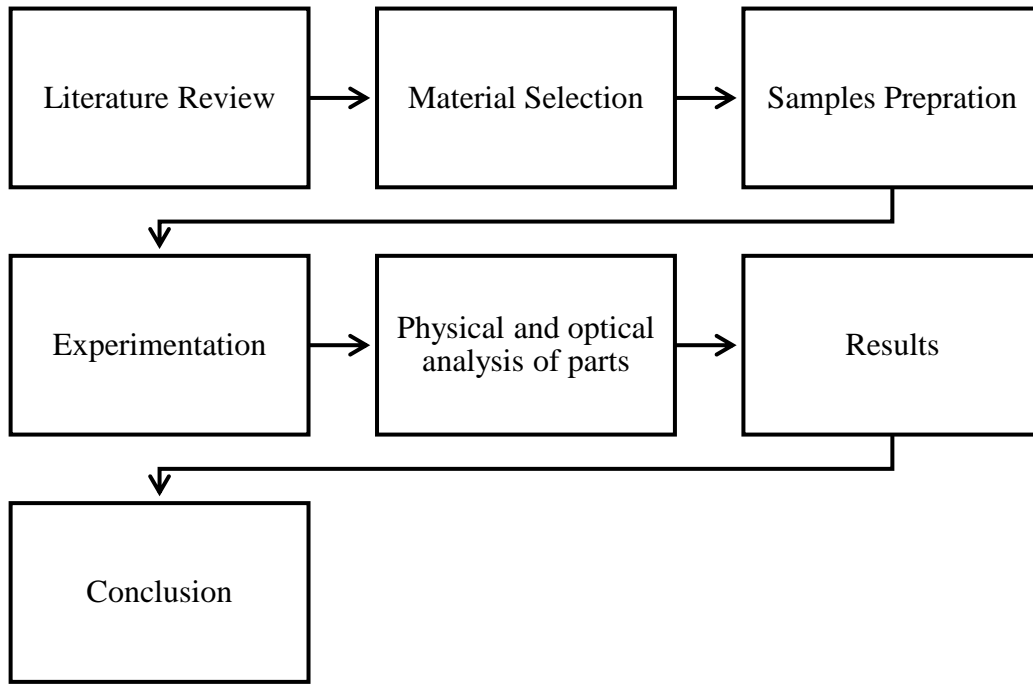 Literature Review
Material Selection
Samples Prepration
Experimentation
Physical and optical
analysis of parts
Results
Conclusion